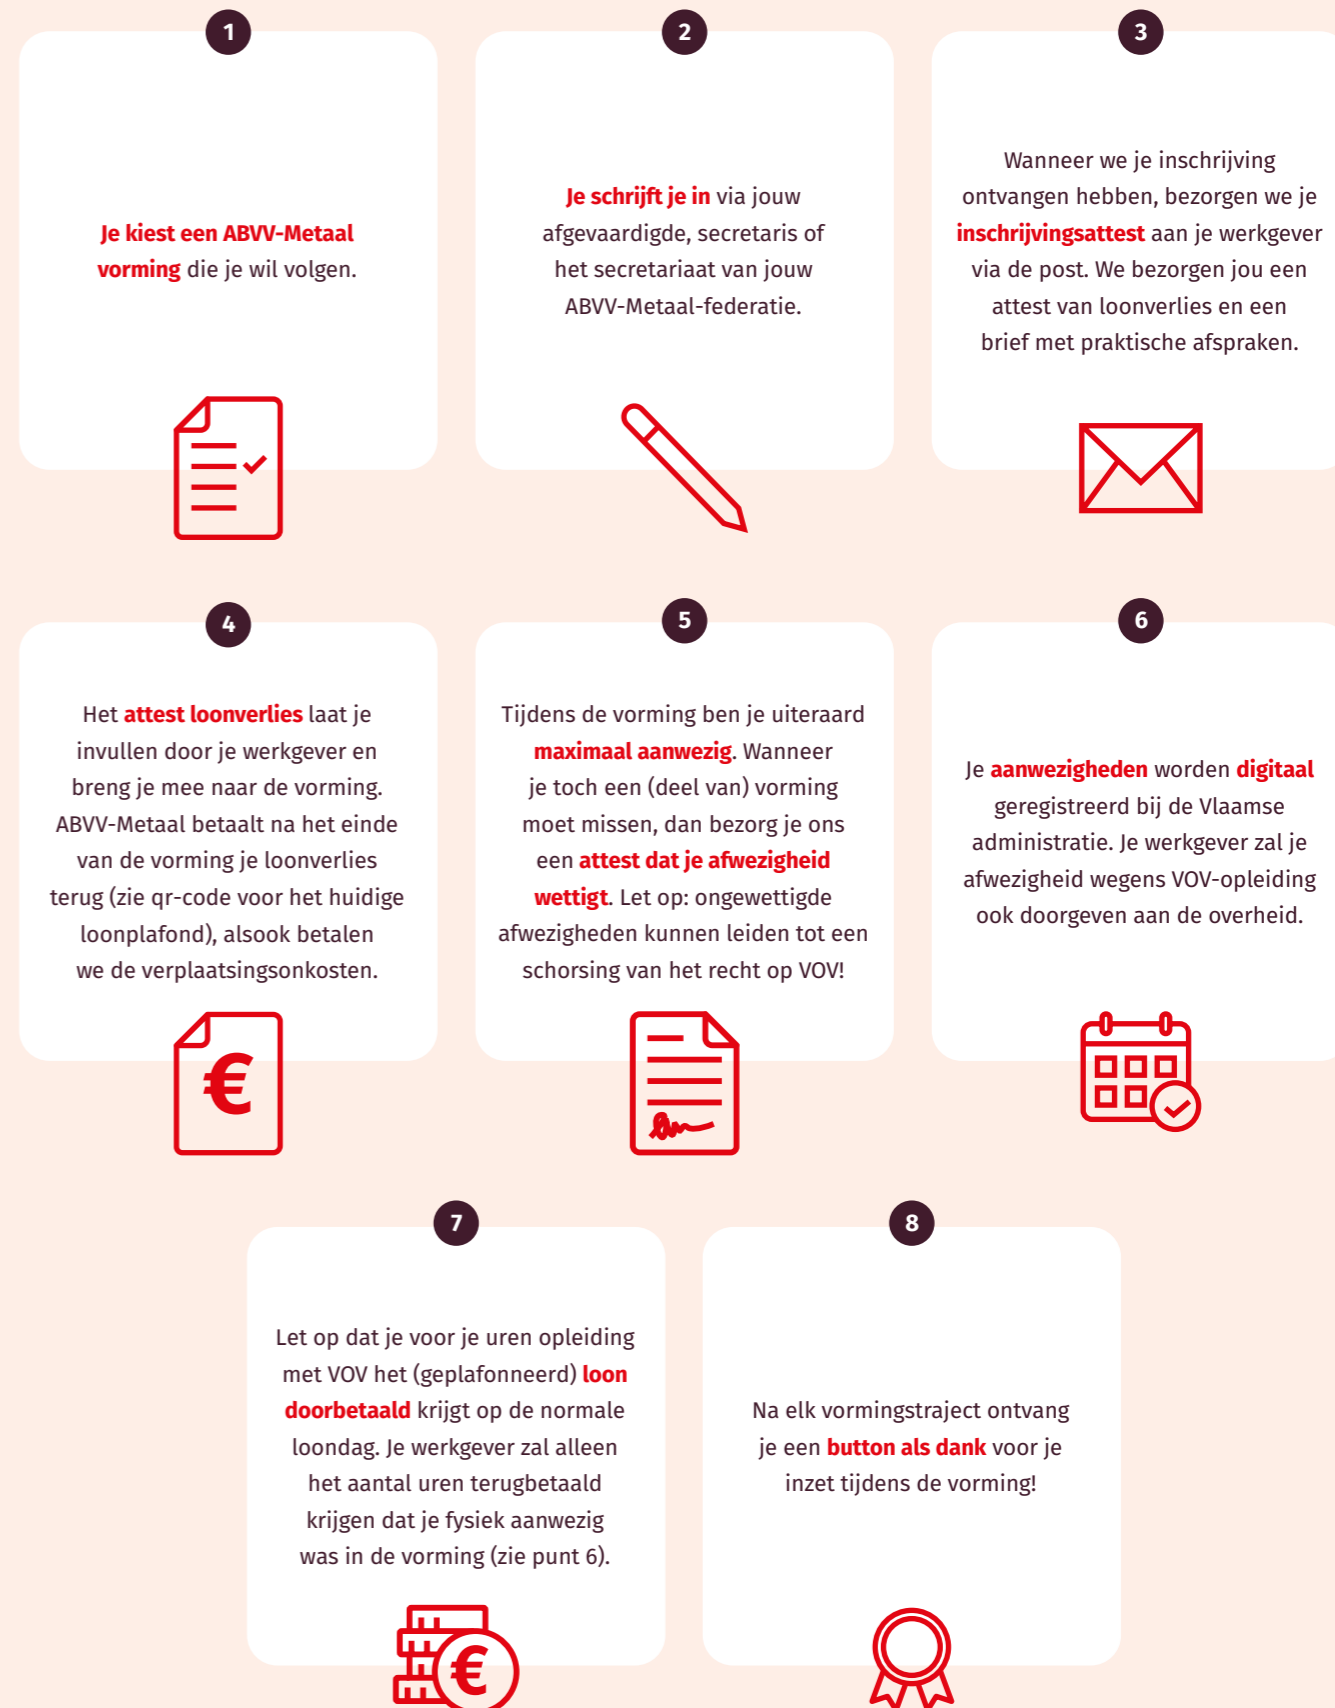 1
Je kiest een ABVV-Metaal
vorming die je wil volgen.
2
Je schrijft je in via jouw
afgevaardigde, secretaris of
het secretariaat van jouw
ABVV-Metaal-federatie.
3
Wanneer we je inschrijving
ontvangen hebben, bezorgen we je
inschrijvingsattest aan je werkgever
via de post. We bezorgen jou een
attest van loonverlies en een
brief met praktische afspraken.
4
Het attest loonverlies laat je
invullen door je werkgever en
breng je mee naar de vorming.
ABVV-Metaal betaalt na het einde
van de vorming je loonverlies
terug (zie qr-code voor het huidige
loonplafond), alsook betalen
we de verplaatsingsonkosten.
€
5
Tijdens de vorming ben je uiteraard
maximaal aanwezig. Wanneer
je toch een (deel van) vorming
moet missen, dan bezorg je ons
een attest dat je afwezigheid
wettigt. Let op: ongewettigde
afwezigheden kunnen leiden tot een
schorsing van het recht op VOV!
6
Je aanwezigheden worden digitaal
geregistreerd bij de Vlaamse
administratie. Je werkgever zal je
afwezigheid wegens VOV-opleiding
ook doorgeven aan de overheid.
7
Let op dat je voor je uren opleiding
met VOV het (geplafonneerd) loon
doorbetaald krijgt op de normale
loondag. Je werkgever zal alleen
het aantal uren terugbetaald
krijgen dat je fysiek aanwezig
was in de vorming (zie punt 6).
€
8
Na elk vormingstraject ontvang
je een button als dank voor je
inzet tijdens de vorming!